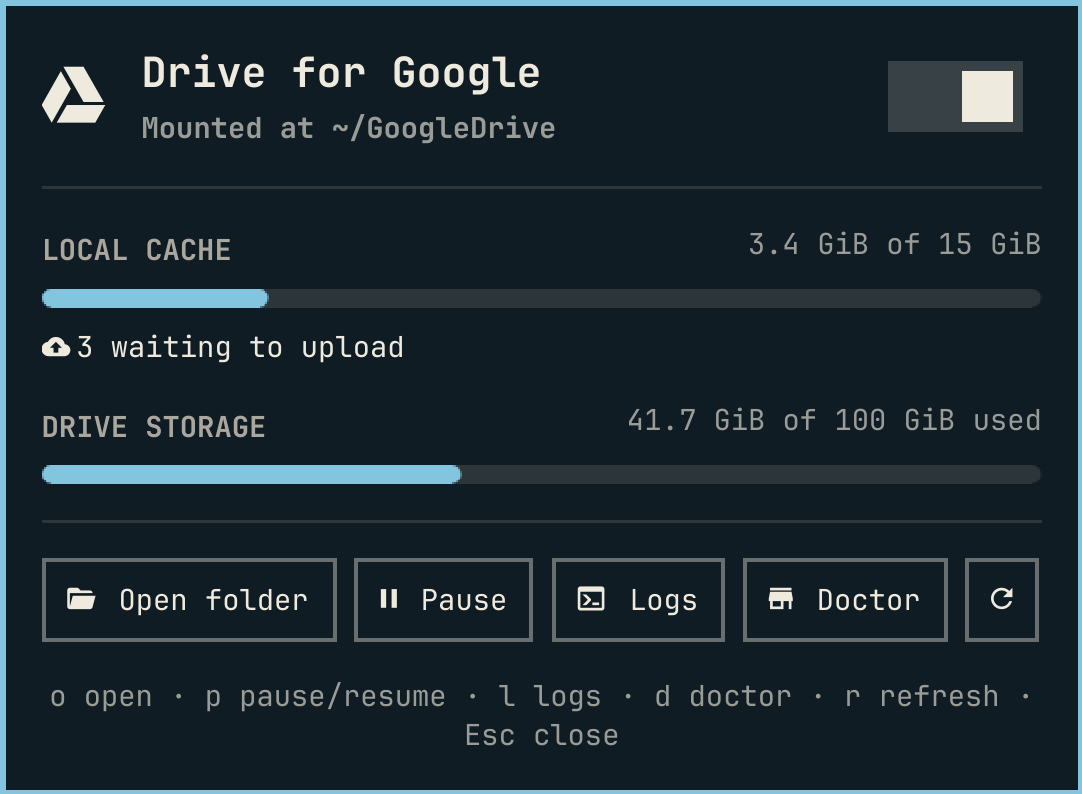 Drive for Google
Mounted at ~/GoogleDrive
LOCAL CACHE
3.4 GiB of 15 GiB
3 waiting to upload
DRIVE STORAGE
41.7 GiB of 100 GiB used
Open folder
Pause
Logs
Doctor
o open · p pause/resume · l logs · d doctor · r refresh ·
Esc close